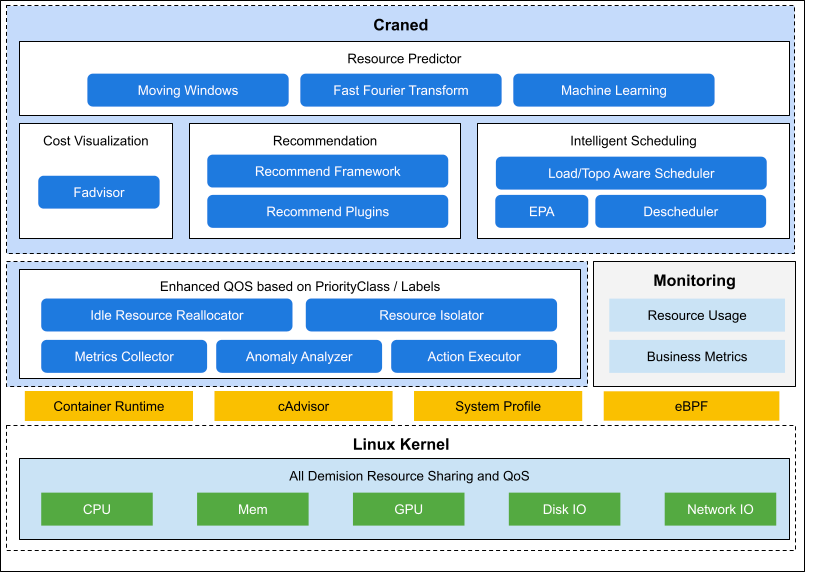 Craned
Resource Predictor
Moving Windows
Fast Fourier Transform
Machine Learning
Cost Visualization
Fadvisor
Recommendation
Recommend Framework
Recommend Plugins
Intelligent Scheduling
Load/Topo Aware Scheduler
EPA
Descheduler
Enhanced QOS based on PriorityClass / Labels
Idle Resource Reallocator
Resource Isolator
Metrics Collector
Anomaly Analyzer
Action Executor
Monitoring
Resource Usage
Business Metrics
Container Runtime
cAdvisor
System Profile
eBPF
Linux Kernel
All Demision Resource Sharing and QoS
CPU
Mem
GPU
Disk IO
Network IO